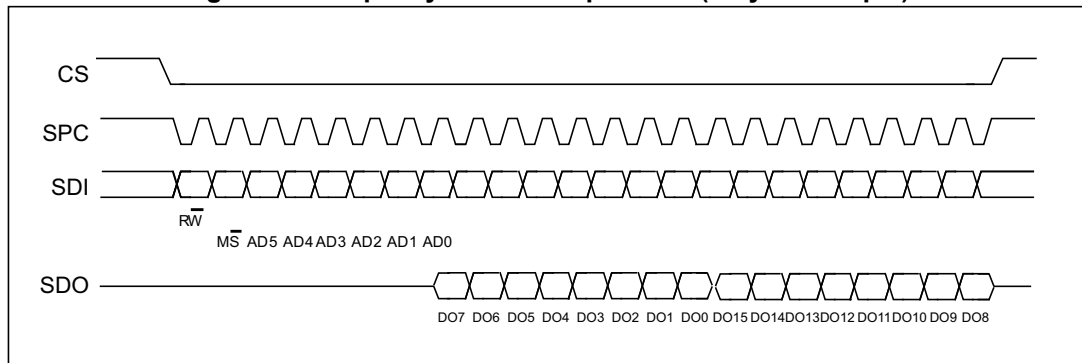 CS
SPC
SDI
RW̅
MS̅ AD5 AD4 AD3 AD2 AD1 AD0
SDO
DO7 DO6 DO5 DO4 DO3 DO2 DO1 DO0 DO15 DO14 DO13 DO12 DO11 DO10 DO9 DO8